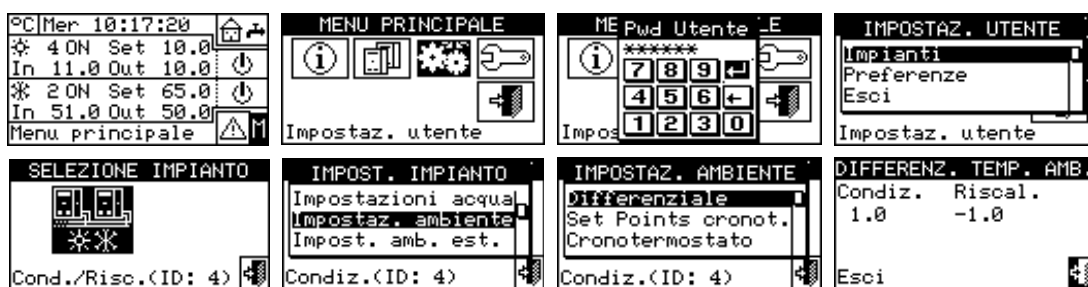 °C Mer 10:17:20
4 ON Set 10.0
In 11.0 Out 10.0
2 ON Set 65.0
In 51.0 Out 50.0
Menu principale M
MENU PRINCIPALE
i
Impostaz. utente
ME LE
Pwd Utente
*******
i
7 8 9
4 5 6 ←
1 2 3 0
Impos
IMPOSTAZ. UTENTE
Impianti
Preferenze
Esci
Impostaz. utente
SELEZIONE IMPIANTO
Cond./Risc.(ID: 4)
IMPOST. IMPIANTO
Impostazioni acqua
Impostaz. ambiente
Impost. amb. est.
Condiz.(ID: 4)
IMPOSTAZ. AMBIENTE
Differenziale
Set Points cronot.
Cronotermostato
Condiz.(ID: 4)
DIFFERENZ. TEMP. AMB.
Condiz. Riscal.
1.0 -1.0
Esci